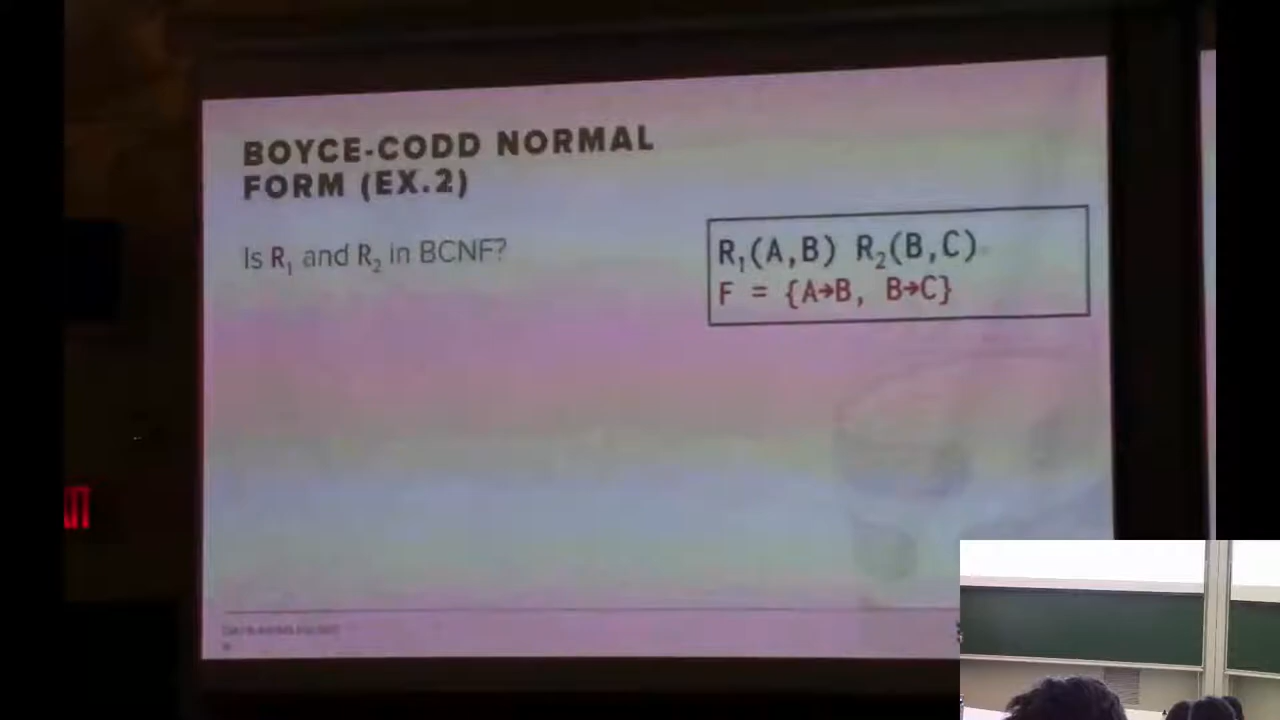 BOYCE-CODD NORMAL
FORM (EX.2)
Is R₁ and R₂ in BCNF?
R₁(A,B) R₂(B,C)
F = {A→B, B→C}